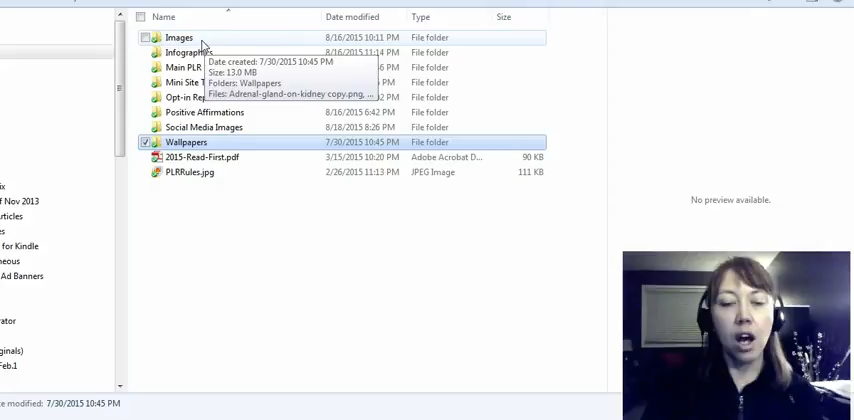 Name Date modified Type Size
Images 8/16/2015 10:11 PM File folder
Infographics 8/16/2015 11:14 PM File folder
Date created: 7/30/2015 10:45 PM
Main PLR File folder
Size: 13.0 MB
Mini Site T PM File folder
Folders: Wallpapers
Opt-in Rep PM File folder
Files: Adrenal-gland-on-kidney copy.png, ...
Positive Affirmations 8/16/2015 6:42 PM File folder
Social Media Images 8/18/2015 8:26 PM File folder
Wallpapers 7/30/2015 10:45 PM File folder
2015-Read-First.pdf 3/15/2015 10:20 PM Adobe Acrobat D... 90 KB
PLRRules.jpg 2/26/2015 11:13 PM JPEG Image 111 KB
No preview available.
ix
f Nov 2013
rticles
es
for Kindle
neous
Ad Banners
rator
ginals)
Feb.1
te modified: 7/30/2015 10:45 PM